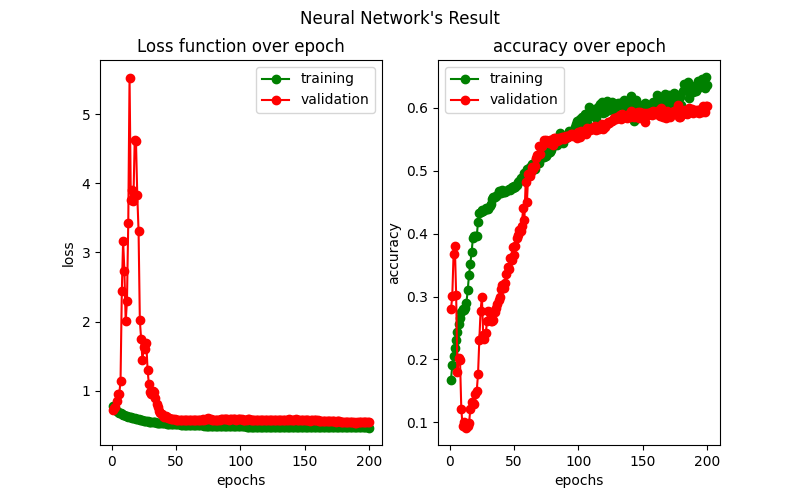 Neural Network's Result
Loss function over epoch
training
validation
loss
5
4
3
2
1
0
50
100
150
200
epochs
accuracy over epoch
training
validation
accuracy
0.6
0.5
0.4
0.3
0.2
0.1
0
50
100
150
200
epochs